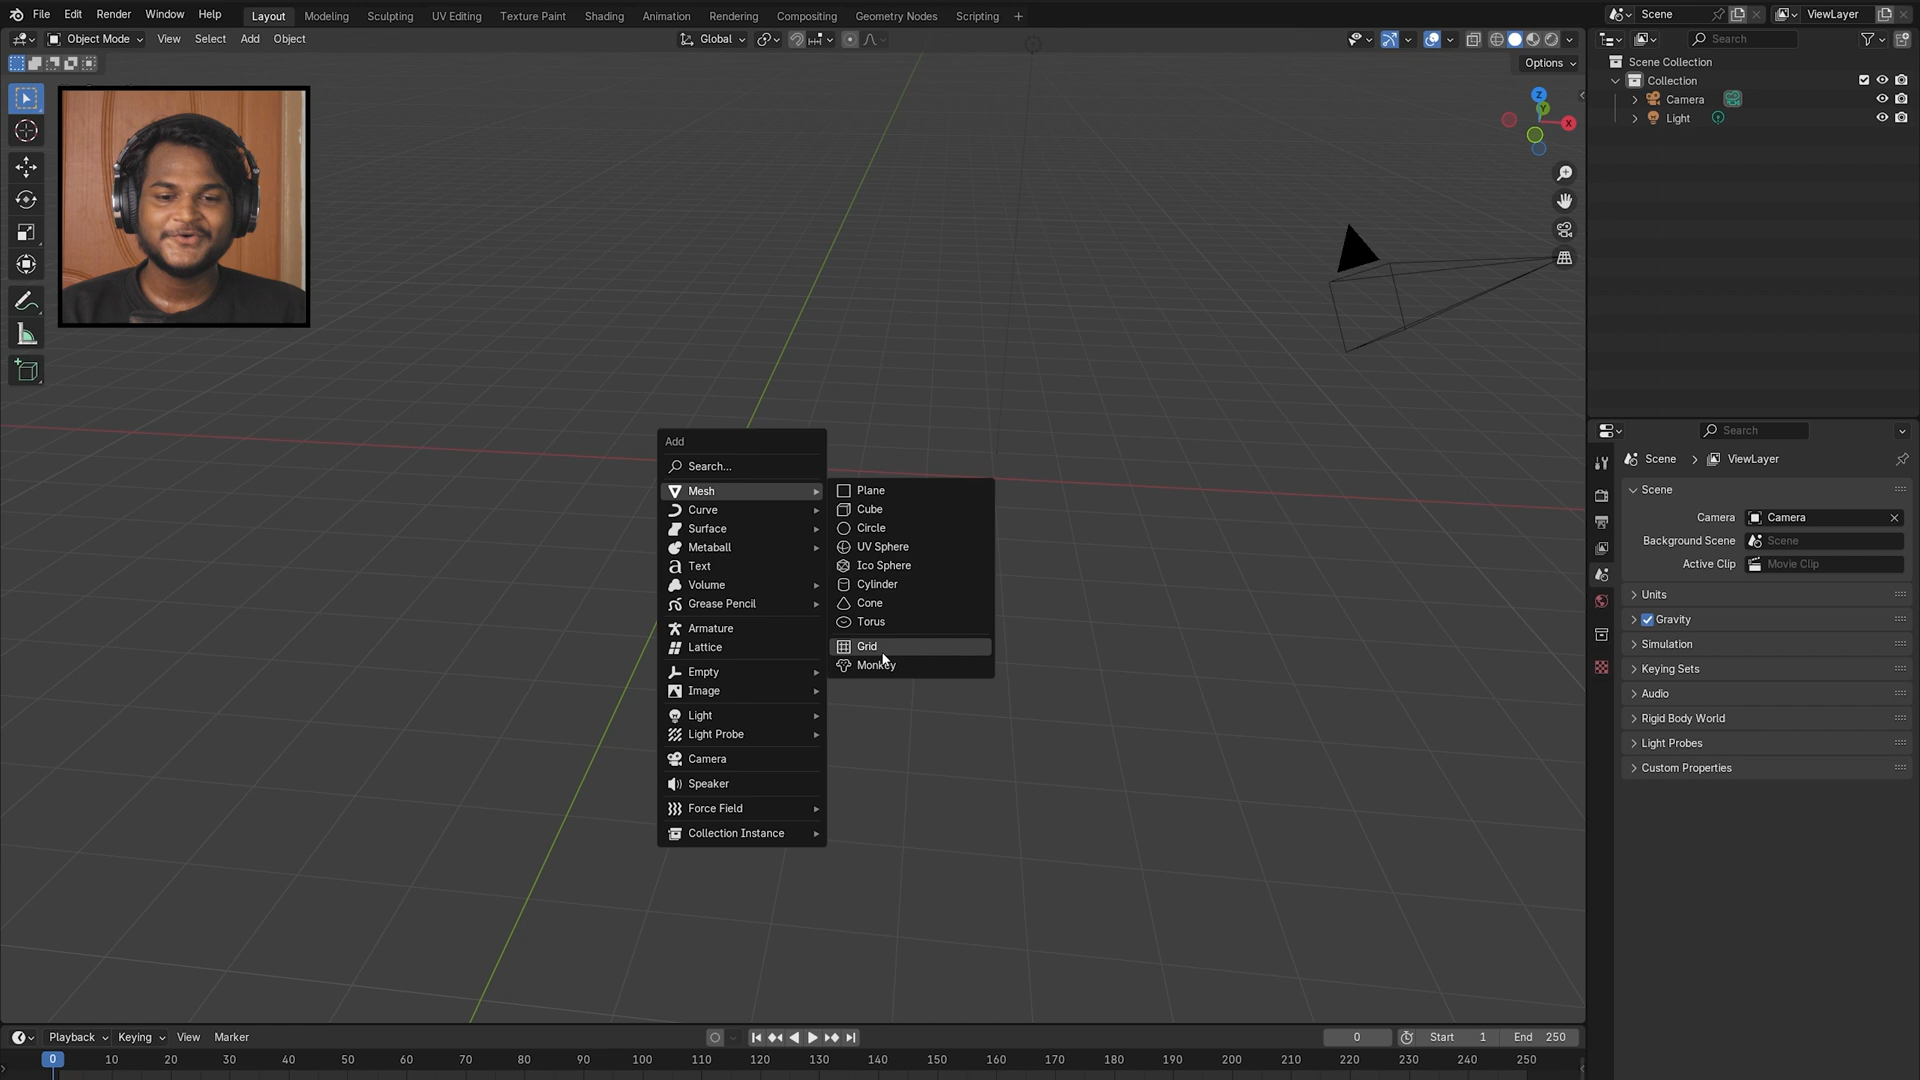 File Edit Render Window Help Layout Modeling Sculpting UV Editing Texture Paint Shading Animation Rendering Compositing Geometry Nodes Scripting + Scene ViewLayer
Object Mode View Select Add Object Global Search
Options
Scene Collection
Collection
Camera
Light
Z
Y
X
Add
Search...
Mesh
Curve
Surface
Metaball
Text
Volume
Grease Pencil
Armature
Lattice
Empty
Image
Light
Light Probe
Camera
Speaker
Force Field
Collection Instance
Plane
Cube
Circle
UV Sphere
Ico Sphere
Cylinder
Cone
Torus
Grid
Monkey
Search
Scene ViewLayer
Scene
Camera Camera
Background Scene Scene
Active Clip Movie Clip
Units
Gravity
Simulation
Keying Sets
Audio
Rigid Body World
Light Probes
Custom Properties
Playback Keying View Marker 0 Start 1 End 250
0 10 20 30 40 50 60 70 80 90 100 110 120 130 140 150 160 170 180 190 200 210 220 230 240 250